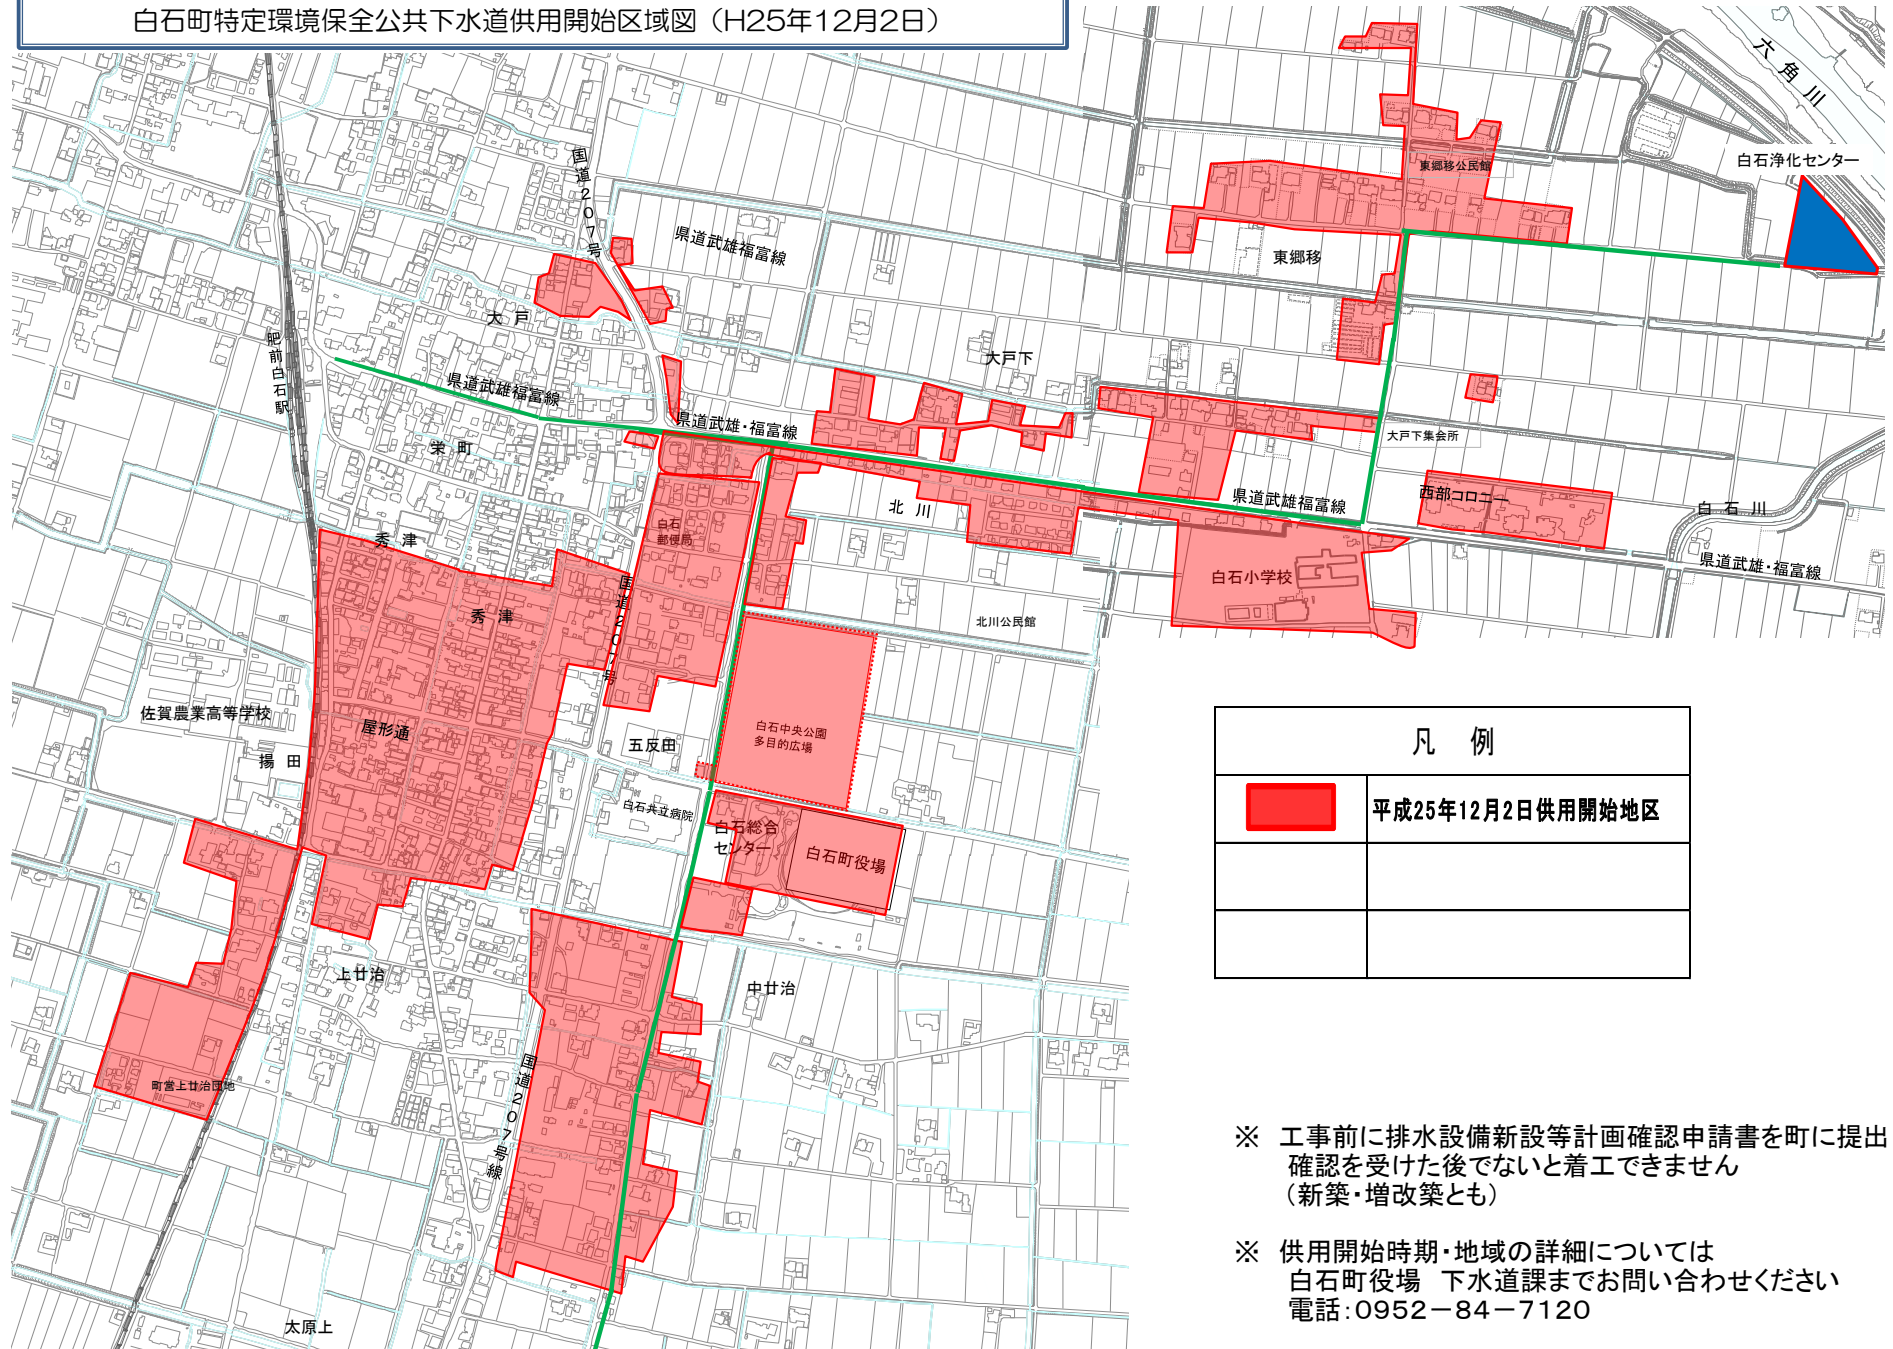 白石町特定環境保全公共下水道供用開始区域図（H25年12月2日）
六角川
白石浄化センター
国道207号
県道武雄福富線
東郷移公民館
東郷移
大戸
肥前白石駅
大戸下
県道武雄福富線
県道武雄・福富線
栄町
大戸下集会所
西部コロニー
県道武雄福富線
白石川
北川
白石
郵便局
秀津
県道武雄・福富線
白石小学校
国道207号
秀津
北川公民館
佐賀農業高等学校
屋形通
揚田
五反田
白石中央公園
多目的広場
白石共立病院
白石総合
センター
白石町役場
上廿治
中廿治
町営上廿治団地
国道207号線
太原上
凡 例
平成25年12月2日供用開始地区
※ 工事前に排水設備新設等計画確認申請書を町に提出
確認を受けた後でないと着工できません
（新築・増改築とも）
※ 供用開始時期・地域の詳細については
白石町役場 下水道課までお問い合わせください
電話：0952－84－7120